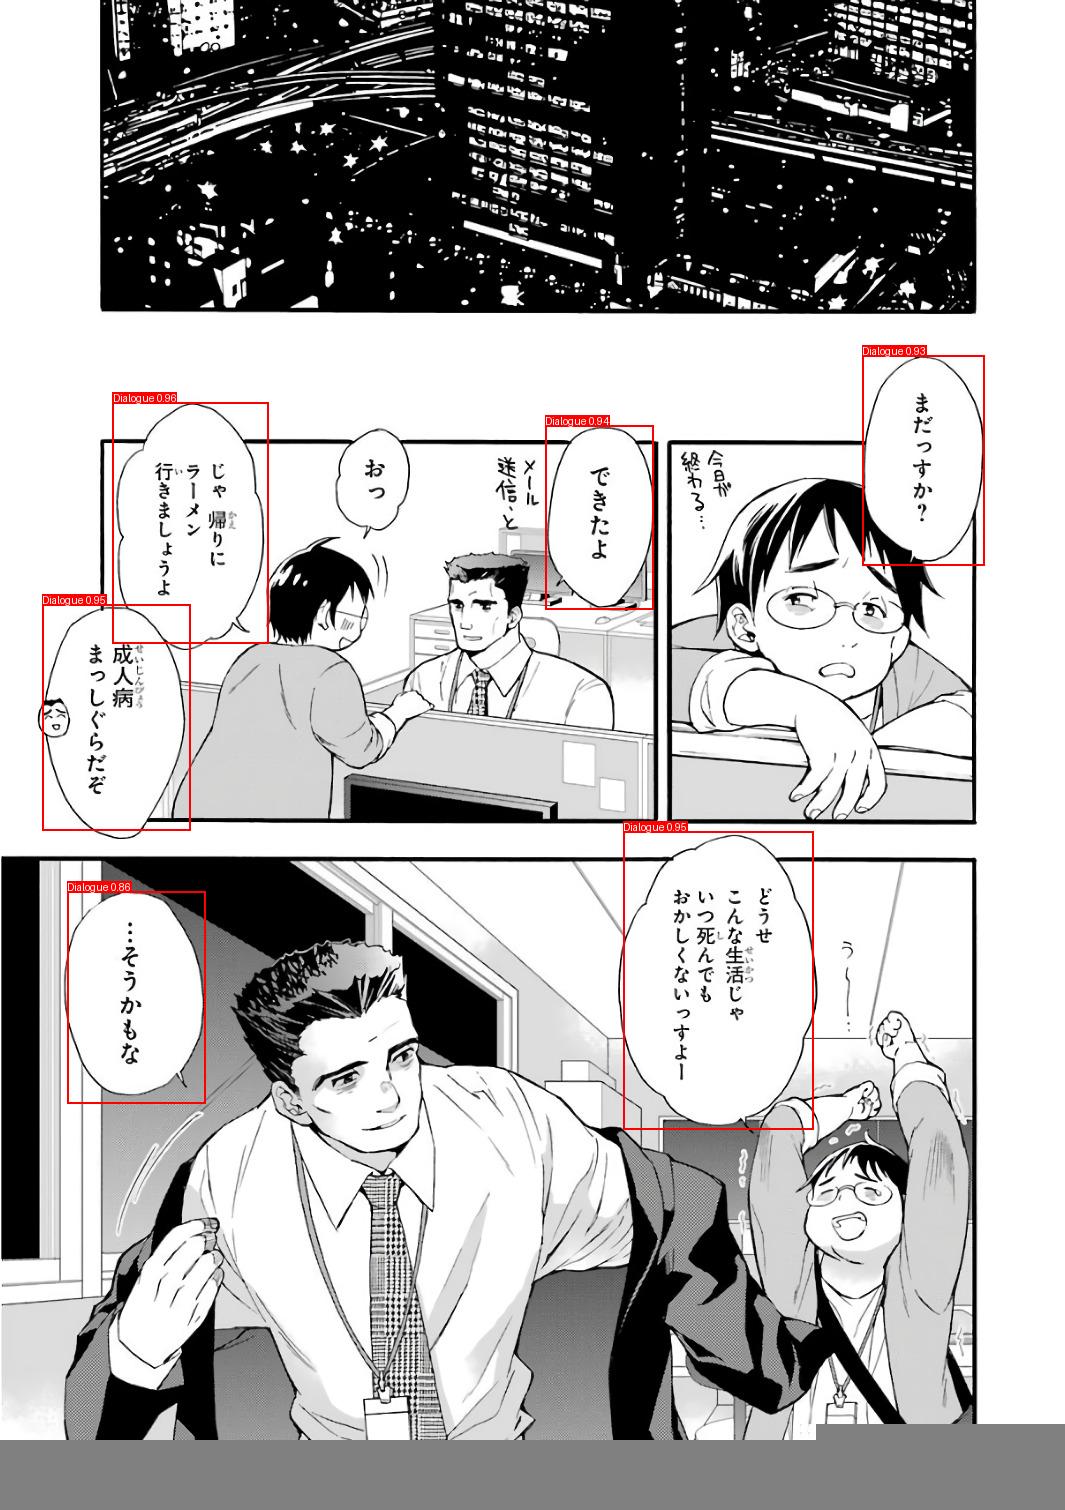 Dialogue 0.93
まだっすか?
今日が
終わる…
Dialogue 0.94
できたよ
メール
送信、と
おっ
Dialogue 0.96
じゃ帰りに
ラーメン
行きましょうよ
Dialogue 0.95
成人病
まっしぐらだぞ
Dialogue 0.95
どうせ
こんな生活じゃ
いつ死んでも
おかしくないっすよー
う〜〜…
Dialogue 0.86
…そうかもな